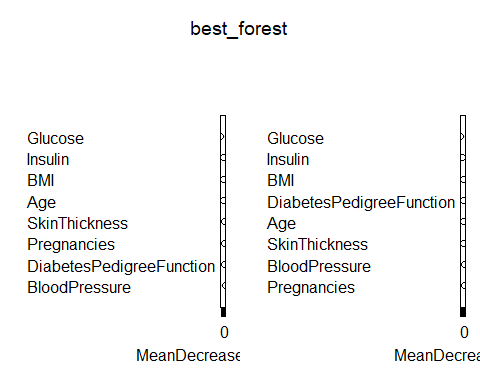 best_forest
Glucose
Insulin
BMI
Age
SkinThickness
Pregnancies
DiabetesPedigreeFunction
BloodPressure
0
MeanDecrease
Glucose
Insulin
BMI
DiabetesPedigreeFunction
Age
SkinThickness
BloodPressure
Pregnancies
0
MeanDecrea